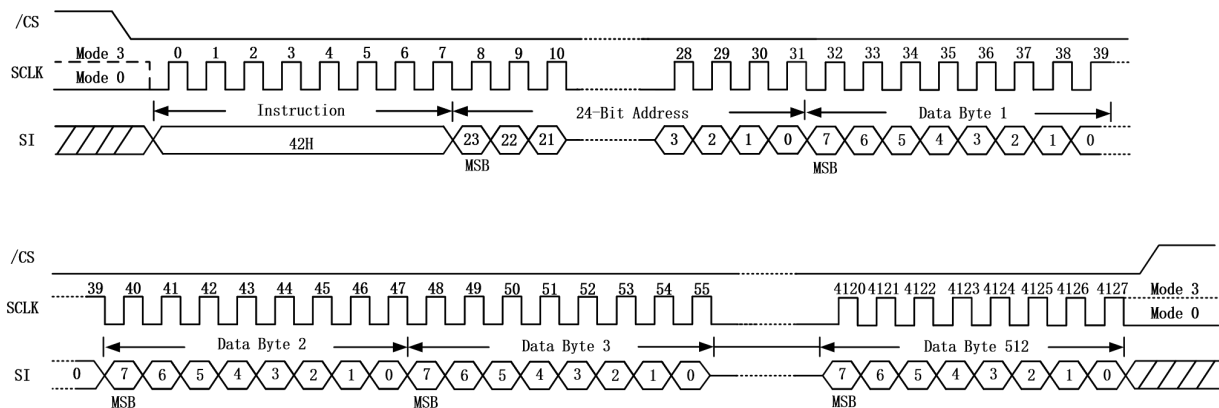 /CS
Mode 3 0 1 2 3 4 5 6 7 8 9 10 28 29 30 31 32 33 34 35 36 37 38 39
SCLK Mode 0
Instruction 24-Bit Address Data Byte 1
SI 42H 23 22 21 3 2 1 0 7 6 5 4 3 2 1 0
MSB MSB
/CS
39 40 41 42 43 44 45 46 47 48 49 50 51 52 53 54 55 4120 4121 4122 4123 4124 4125 4126 4127 Mode 3
SCLK Mode 0
Data Byte 2 Data Byte 3 Data Byte 512
SI 0 7 6 5 4 3 2 1 0 7 6 5 4 3 2 1 0 7 6 5 4 3 2 1 0
MSB MSB MSB